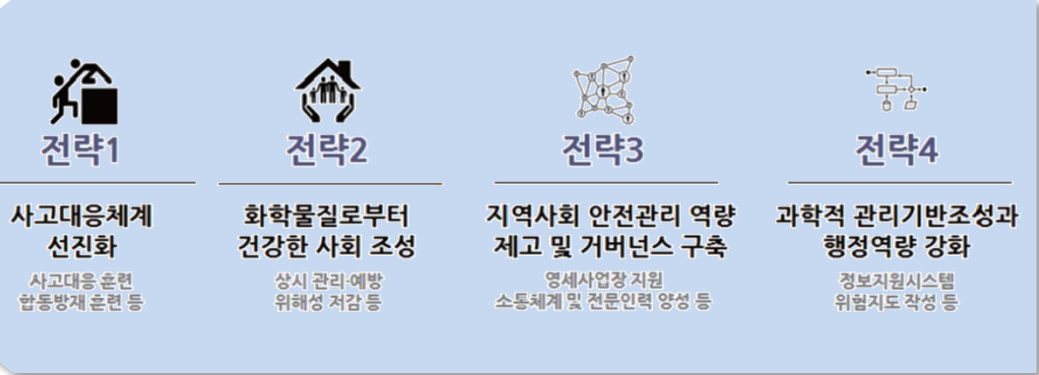 전략1
사고대응체계
선진화
사고대응 훈련
합동방재 훈련 등
전략2
화학물질로부터
건강한 사회 조성
상시 관리·예방
위해성 저감 등
전략3
지역사회 안전관리 역량
제고 및 거버넌스 구축
영세사업장 지원
소통체계 및 전문인력 양성 등
전략4
과학적 관리기반조성과
행정역량 강화
정보지원시스템
위험지도 작성 등